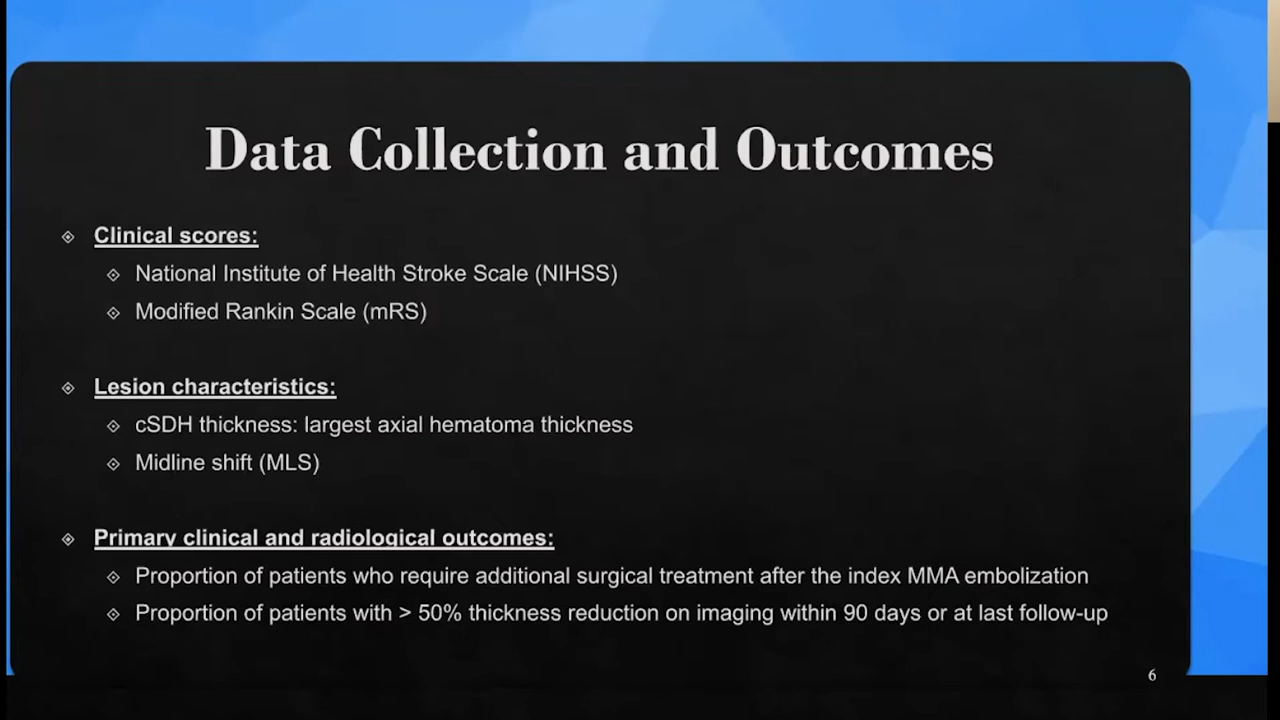 Data Collection and Outcomes
Clinical scores:
National Institute of Health Stroke Scale (NIHSS)
Modified Rankin Scale (mRS)
Lesion characteristics:
cSDH thickness: largest axial hematoma thickness
Midline shift (MLS)
Primary clinical and radiological outcomes:
Proportion of patients who require additional surgical treatment after the index MMA embolization
Proportion of patients with > 50% thickness reduction on imaging within 90 days or at last follow-up
6